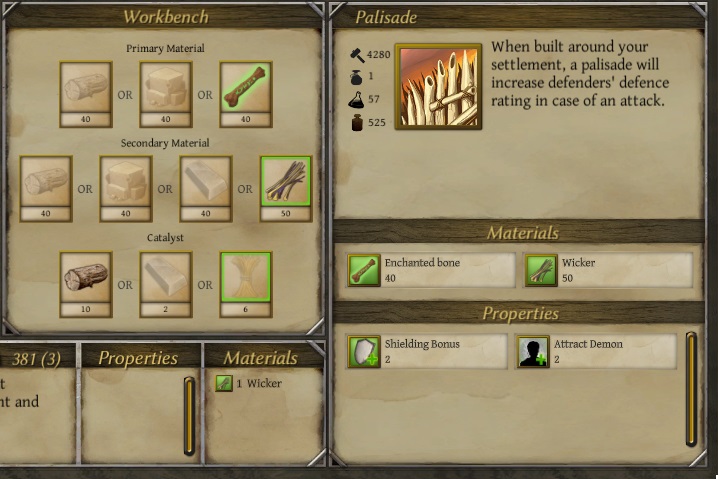 Workbench
Primary Material
OR OR
40 40 40
Secondary Material
OR OR OR
40 40 40 50
Catalyst
OR OR
10 2 6
381 (3)
t
nt and
Properties
Materials
1 Wicker
Palisade
4280
1
57
525
When built around your
settlement, a palisade will
increase defenders' defence
rating in case of an attack.
Materials
Enchanted bone
40
Wicker
50
Properties
Shielding Bonus
2
Attract Demon
2